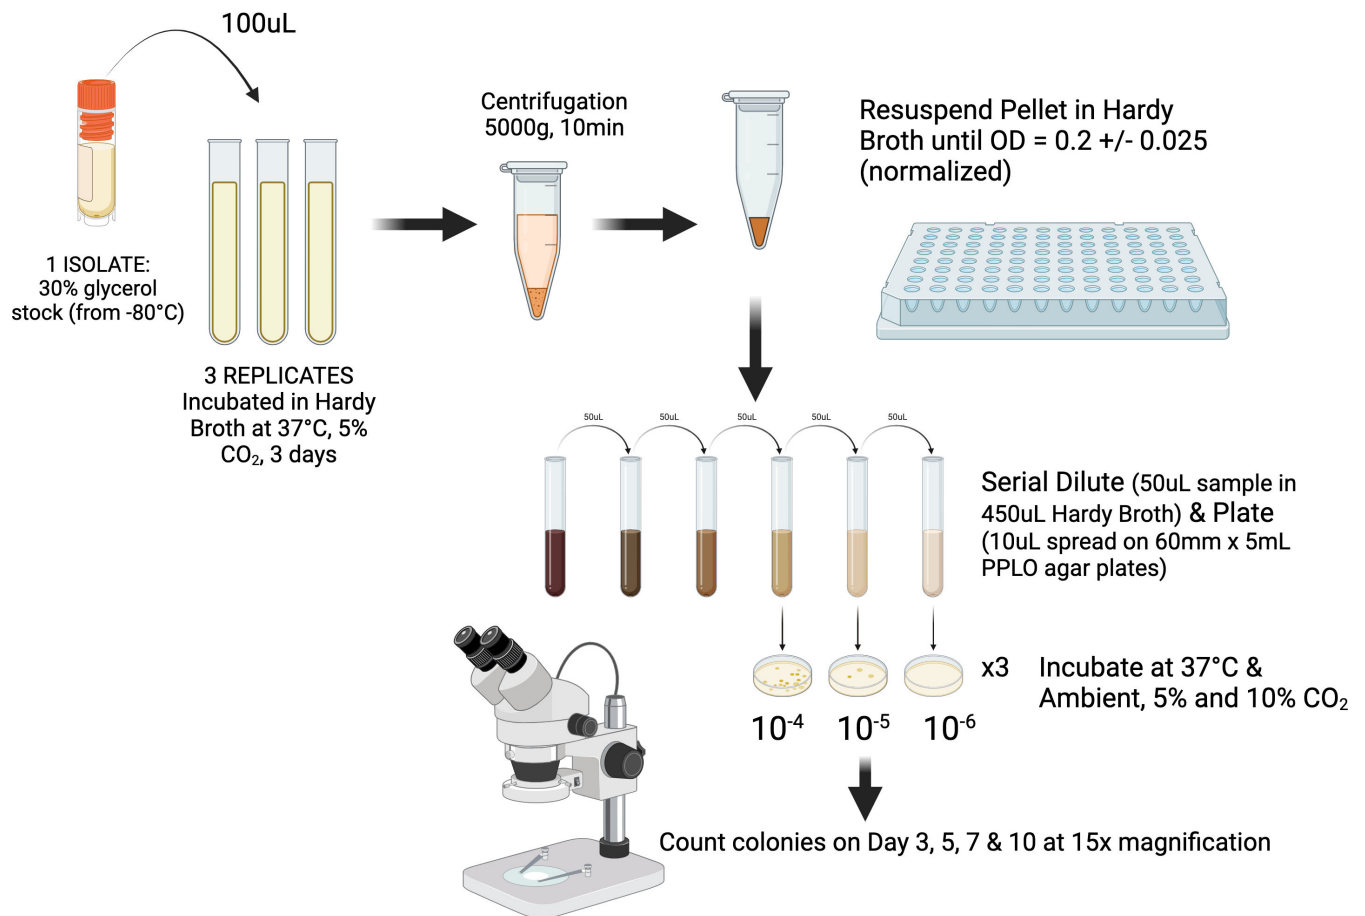 100uL
1 ISOLATE:
30% glycerol
stock (from -80°C)
3 REPLICATES
Incubated in Hardy
Broth at 37°C, 5%
CO₂, 3 days
Centrifugation
5000g, 10min
Resuspend Pellet in Hardy
Broth until OD = 0.2 +/- 0.025
(normalized)
50uL 50uL 50uL 50uL 50uL
Serial Dilute (50uL sample in
450uL Hardy Broth) & Plate
(10uL spread on 60mm x 5mL
PPLO agar plates)
x3 Incubate at 37°C &
Ambient, 5% and 10% CO₂
10⁻⁴ 10⁻⁵ 10⁻⁶
Count colonies on Day 3, 5, 7 & 10 at 15x magnification